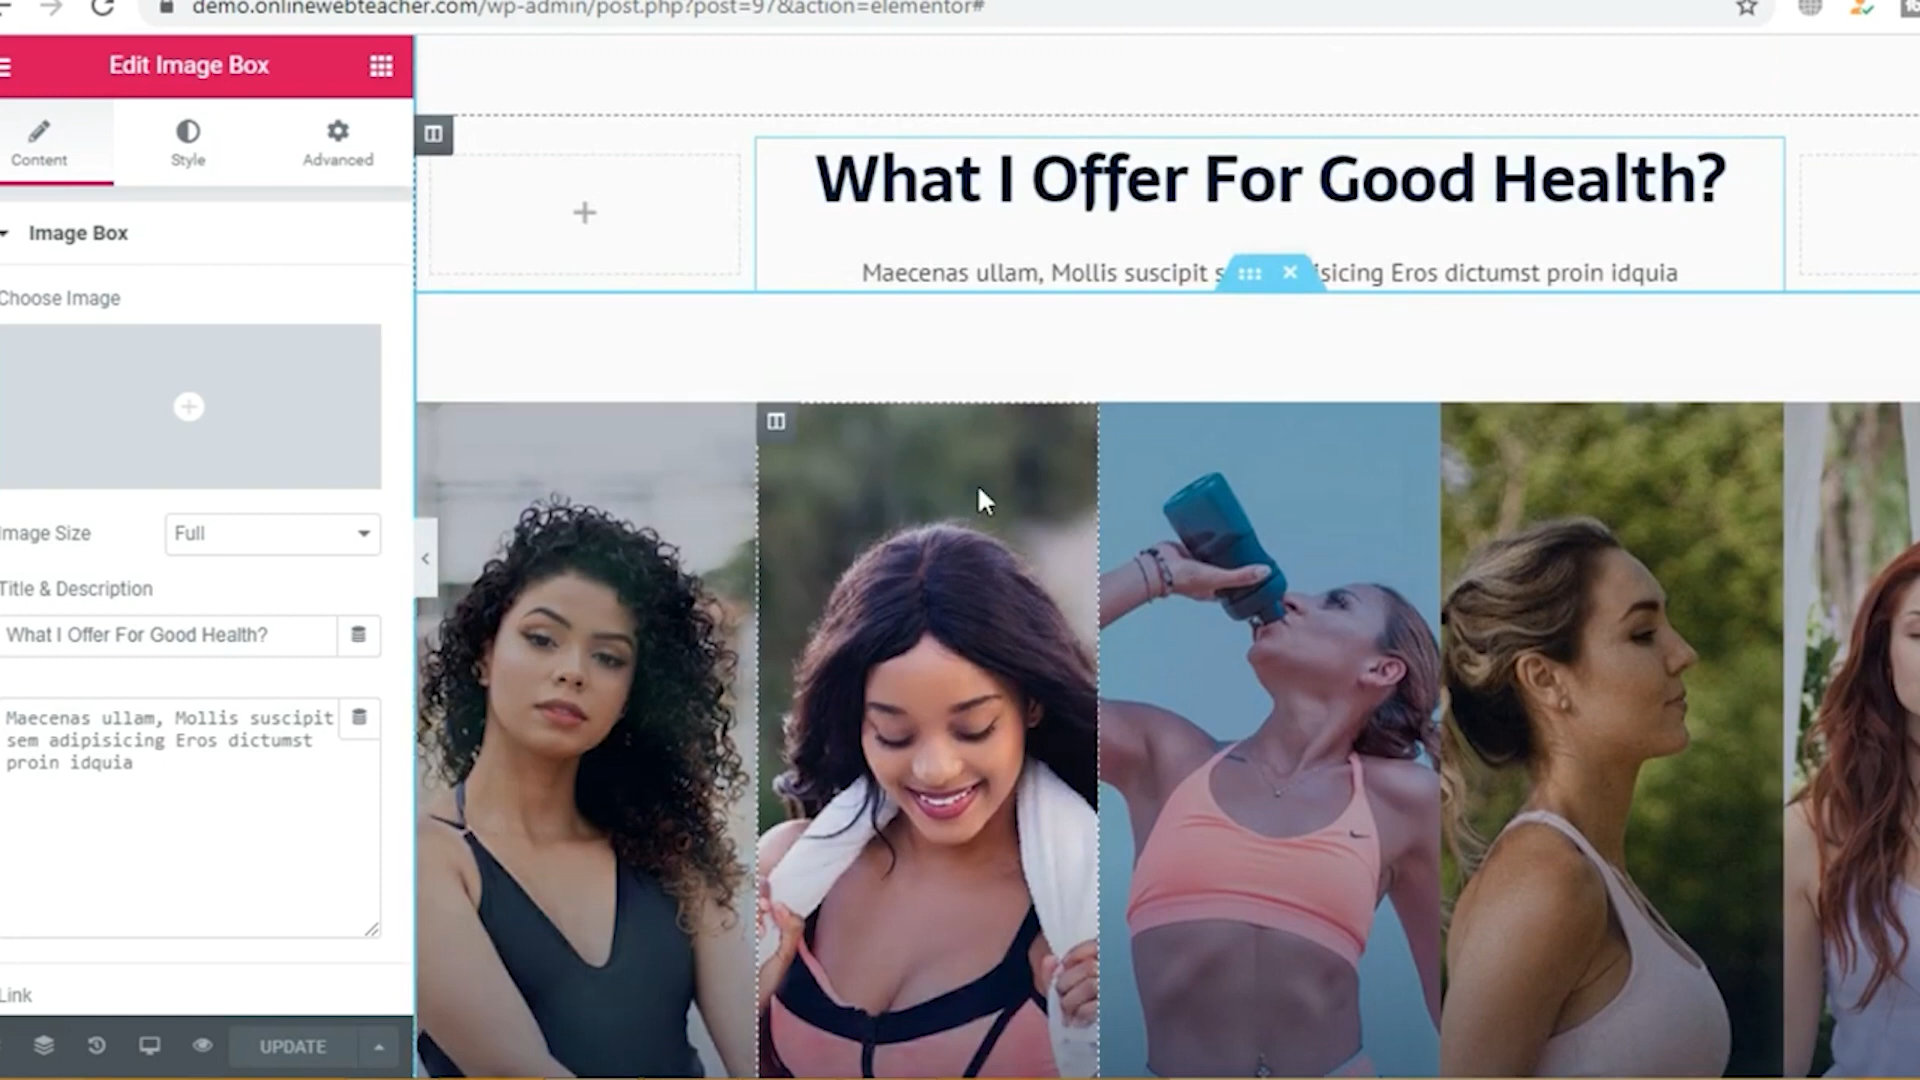 demo.onlinewebteacher.com/wp-admin/post.php?post=97&action=elementor#
Edit Image Box
Content
Style
Advanced
Image Box
Choose Image
Image Size
Full
Title & Description
What I Offer For Good Health?
Maecenas ullam, Mollis suscipit
sem adipisicing Eros dictumst
proin idquia
Link
UPDATE
What I Offer For Good Health?
Maecenas ullam, Mollis suscipit s isicing Eros dictumst proin idquia